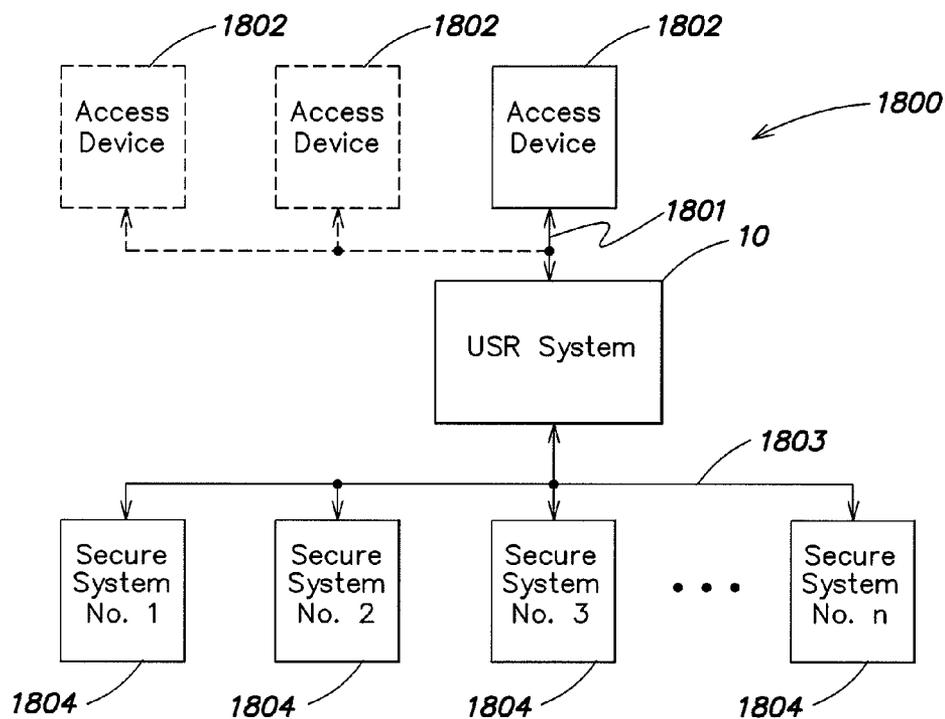 1802
1802
1802
1800
Access
Device
Access
Device
Access
Device
1801
10
USR System
1803
Secure
System
No. 1
Secure
System
No. 2
Secure
System
No. 3
• • •
Secure
System
No. n
1804
1804
1804
1804